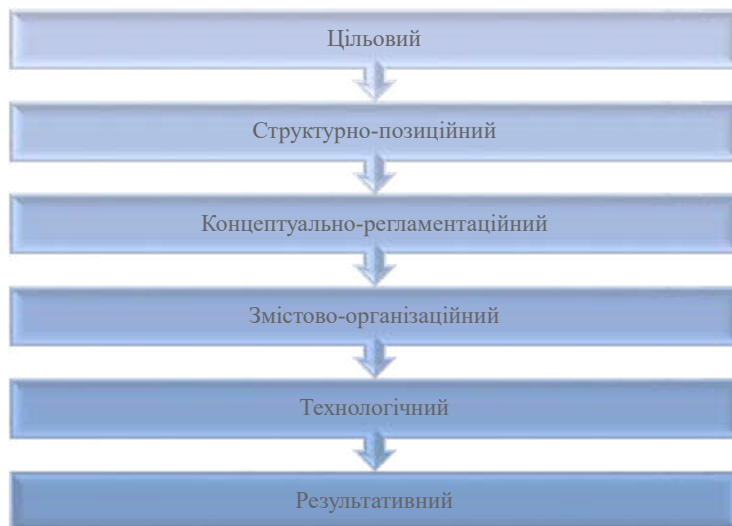 Цільовий
Структурно-позиційний
Концептуально-регламентаційний
Змістово-організаційний
Технологічний
Результативний